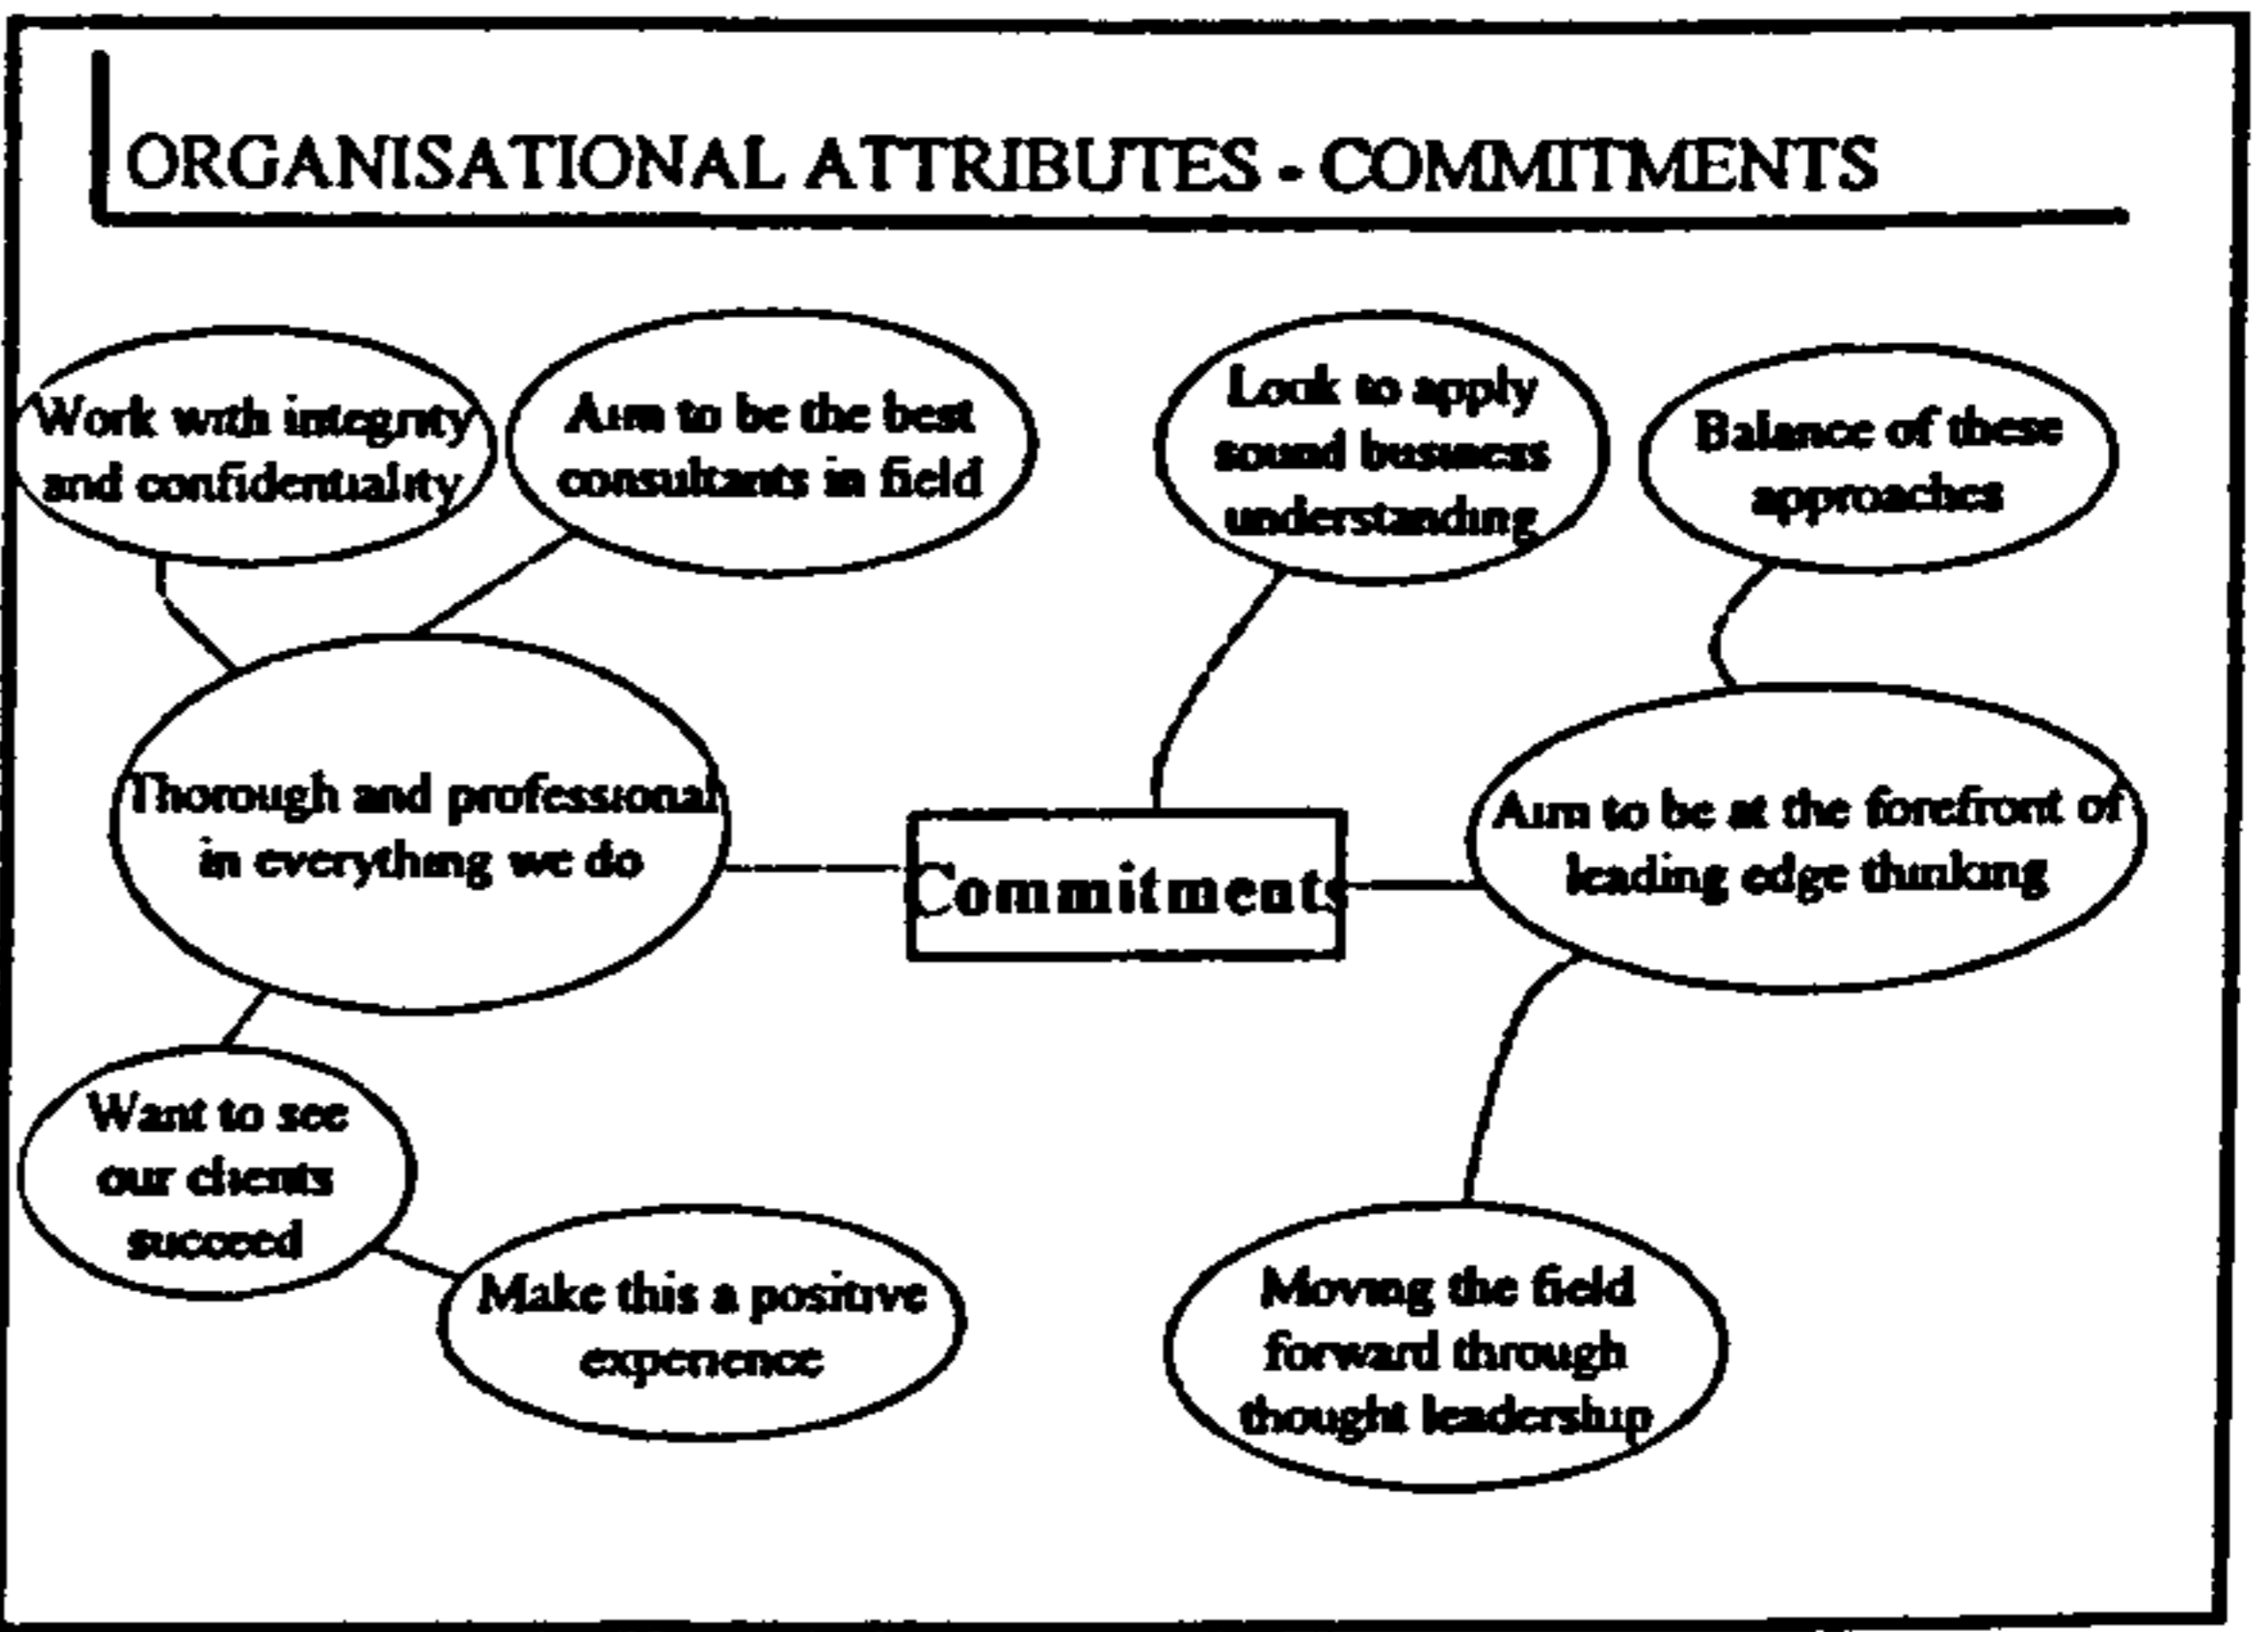 ORGANISATIONAL ATTRIBUTES - COMMITMENTS
Work with integrity
and confidentiality
Aim to be the best
consultants in field
Look to apply
sound business
understanding
Balance of these
approaches
Thorough and professional
in everything we do
Commitments
Aim to be at the forefront of
leading edge thinking
Want to see
our clients
succeed
Make this a positive
experience
Moving the field
forward through
thought leadership